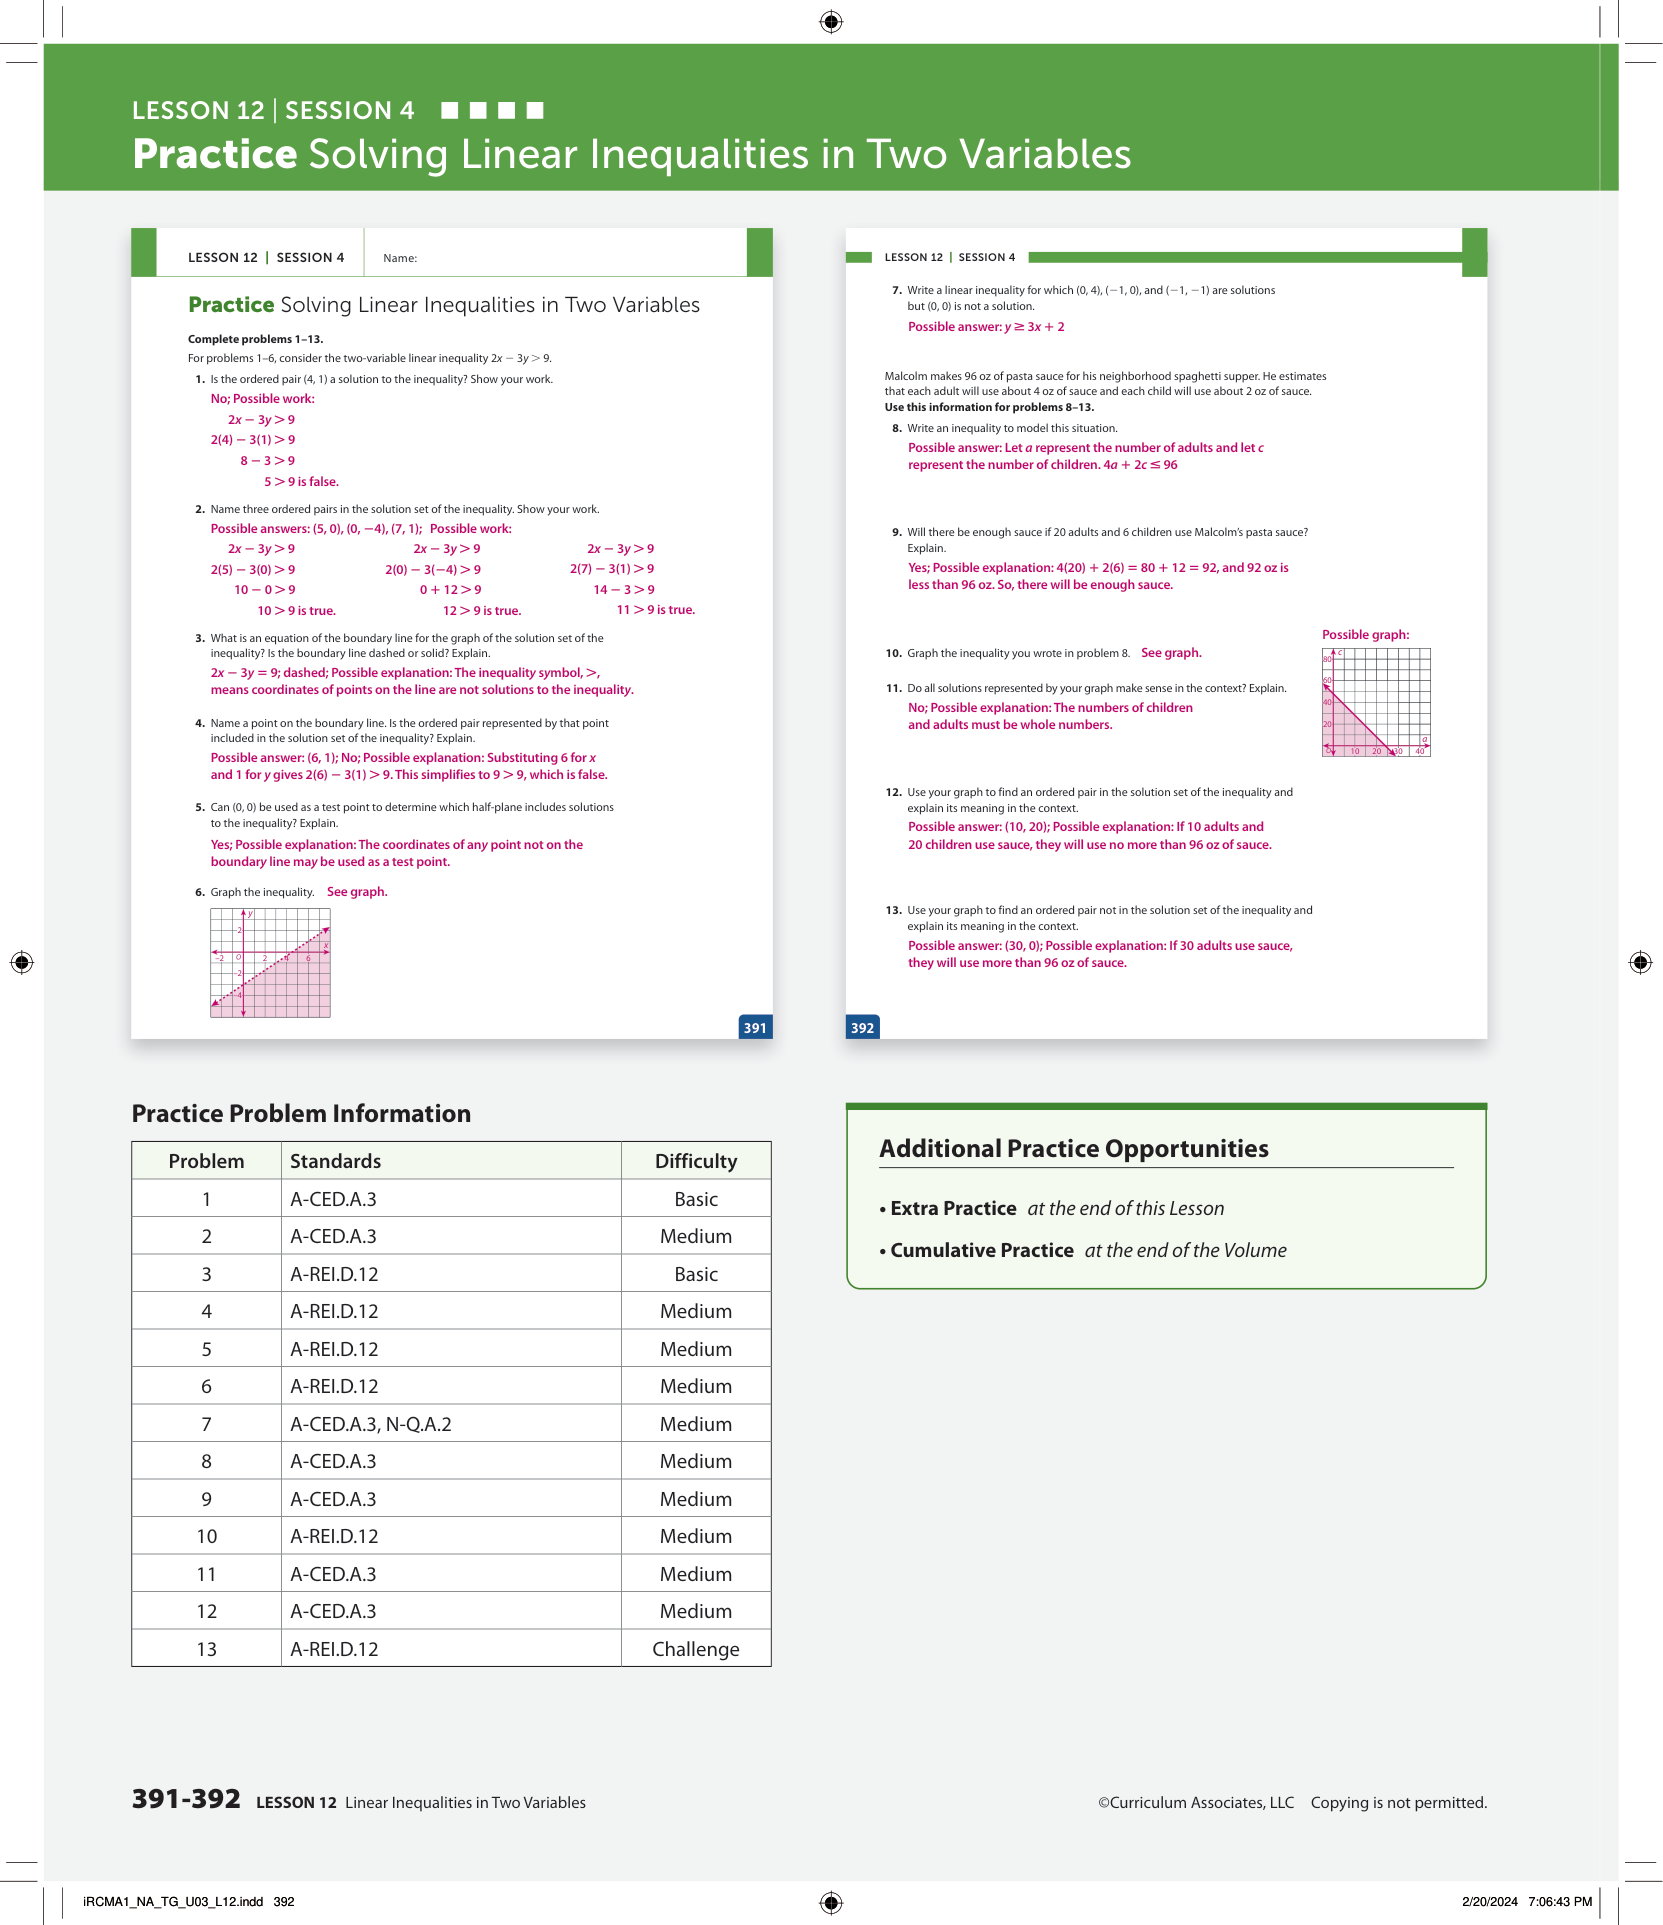 LESSON 12 | SESSION 4
Practice Solving Linear Inequalities in Two Variables
LESSON 12 | SESSION 4
Name:
Practice Solving Linear Inequalities in Two Variables
Complete problems 1–13.
For problems 1–6, consider the two-variable linear inequality 2x − 3y > 9.
1. Is the ordered pair (4, 1) a solution to the inequality? Show your work.
No; Possible work:
2x − 3y > 9
2(4) − 3(1) > 9
8 − 3 > 9
5 > 9 is false.
2. Name three ordered pairs in the solution set of the inequality. Show your work.
Possible answers: (5, 0), (0, −4), (7, 1); Possible work:
2x − 3y > 9 2x − 3y > 9 2x − 3y > 9
2(5) − 3(0) > 9 2(0) − 3(−4) > 9 2(7) − 3(1) > 9
10 − 0 > 9 0 + 12 > 9 14 − 3 > 9
10 > 9 is true. 12 > 9 is true. 11 > 9 is true.
3. What is an equation of the boundary line for the graph of the solution set of the
inequality? Is the boundary line dashed or solid? Explain.
2x − 3y = 9; dashed; Possible explanation: The inequality symbol, >,
means coordinates of points on the line are not solutions to the inequality.
4. Name a point on the boundary line. Is the ordered pair represented by that point
included in the solution set of the inequality? Explain.
Possible answer: (6, 1); No; Possible explanation: Substituting 6 for x
and 1 for y gives 2(6) − 3(1) > 9. This simplifies to 9 > 9, which is false.
5. Can (0, 0) be used as a test point to determine which half-plane includes solutions
to the inequality? Explain.
Yes; Possible explanation: The coordinates of any point not on the
boundary line may be used as a test point.
6. Graph the inequality. See graph.
y
2
x
−2 O 2 4 6
−2
−4
391
LESSON 12 | SESSION 4
7. Write a linear inequality for which (0, 4), (−1, 0), and (−1, −1) are solutions
but (0, 0) is not a solution.
Possible answer: y ≥ 3x + 2
Malcolm makes 96 oz of pasta sauce for his neighborhood spaghetti supper. He estimates
that each adult will use about 4 oz of sauce and each child will use about 2 oz of sauce.
Use this information for problems 8–13.
8. Write an inequality to model this situation.
Possible answer: Let a represent the number of adults and let c
represent the number of children. 4a + 2c ≤ 96
9. Will there be enough sauce if 20 adults and 6 children use Malcolm's pasta sauce?
Explain.
Yes; Possible explanation: 4(20) + 2(6) = 80 + 12 = 92, and 92 oz is
less than 96 oz. So, there will be enough sauce.
10. Graph the inequality you wrote in problem 8. See graph.
Possible graph:
c
80
60
40
20
a
O 10 20 30 40
11. Do all solutions represented by your graph make sense in the context? Explain.
No; Possible explanation: The numbers of children
and adults must be whole numbers.
12. Use your graph to find an ordered pair in the solution set of the inequality and
explain its meaning in the context.
Possible answer: (10, 20); Possible explanation: If 10 adults and
20 children use sauce, they will use no more than 96 oz of sauce.
13. Use your graph to find an ordered pair not in the solution set of the inequality and
explain its meaning in the context.
Possible answer: (30, 0); Possible explanation: If 30 adults use sauce,
they will use more than 96 oz of sauce.
392
Practice Problem Information
Problem Standards Difficulty
1 A-CED.A.3 Basic
2 A-CED.A.3 Medium
3 A-REI.D.12 Basic
4 A-REI.D.12 Medium
5 A-REI.D.12 Medium
6 A-REI.D.12 Medium
7 A-CED.A.3, N-Q.A.2 Medium
8 A-CED.A.3 Medium
9 A-CED.A.3 Medium
10 A-REI.D.12 Medium
11 A-CED.A.3 Medium
12 A-CED.A.3 Medium
13 A-REI.D.12 Challenge
Additional Practice Opportunities
• Extra Practice at the end of this Lesson
• Cumulative Practice at the end of the Volume
391-392 LESSON 12 Linear Inequalities in Two Variables
©Curriculum Associates, LLC Copying is not permitted.
iRCMA1_NA_TG_U03_L12.indd 392
2/20/2024 7:06:43 PM